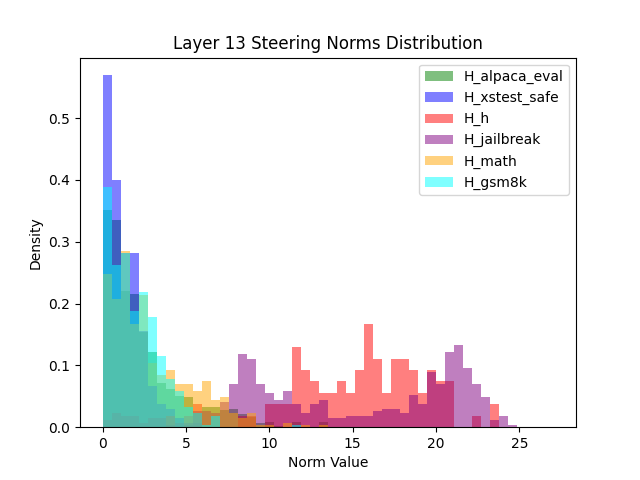 Layer 13 Steering Norms Distribution
H_alpaca_eval
H_xstest_safe
H_h
H_jailbreak
H_math
H_gsm8k
Density
0.5
0.4
0.3
0.2
0.1
0.0
0 5 10 15 20 25
Norm Value